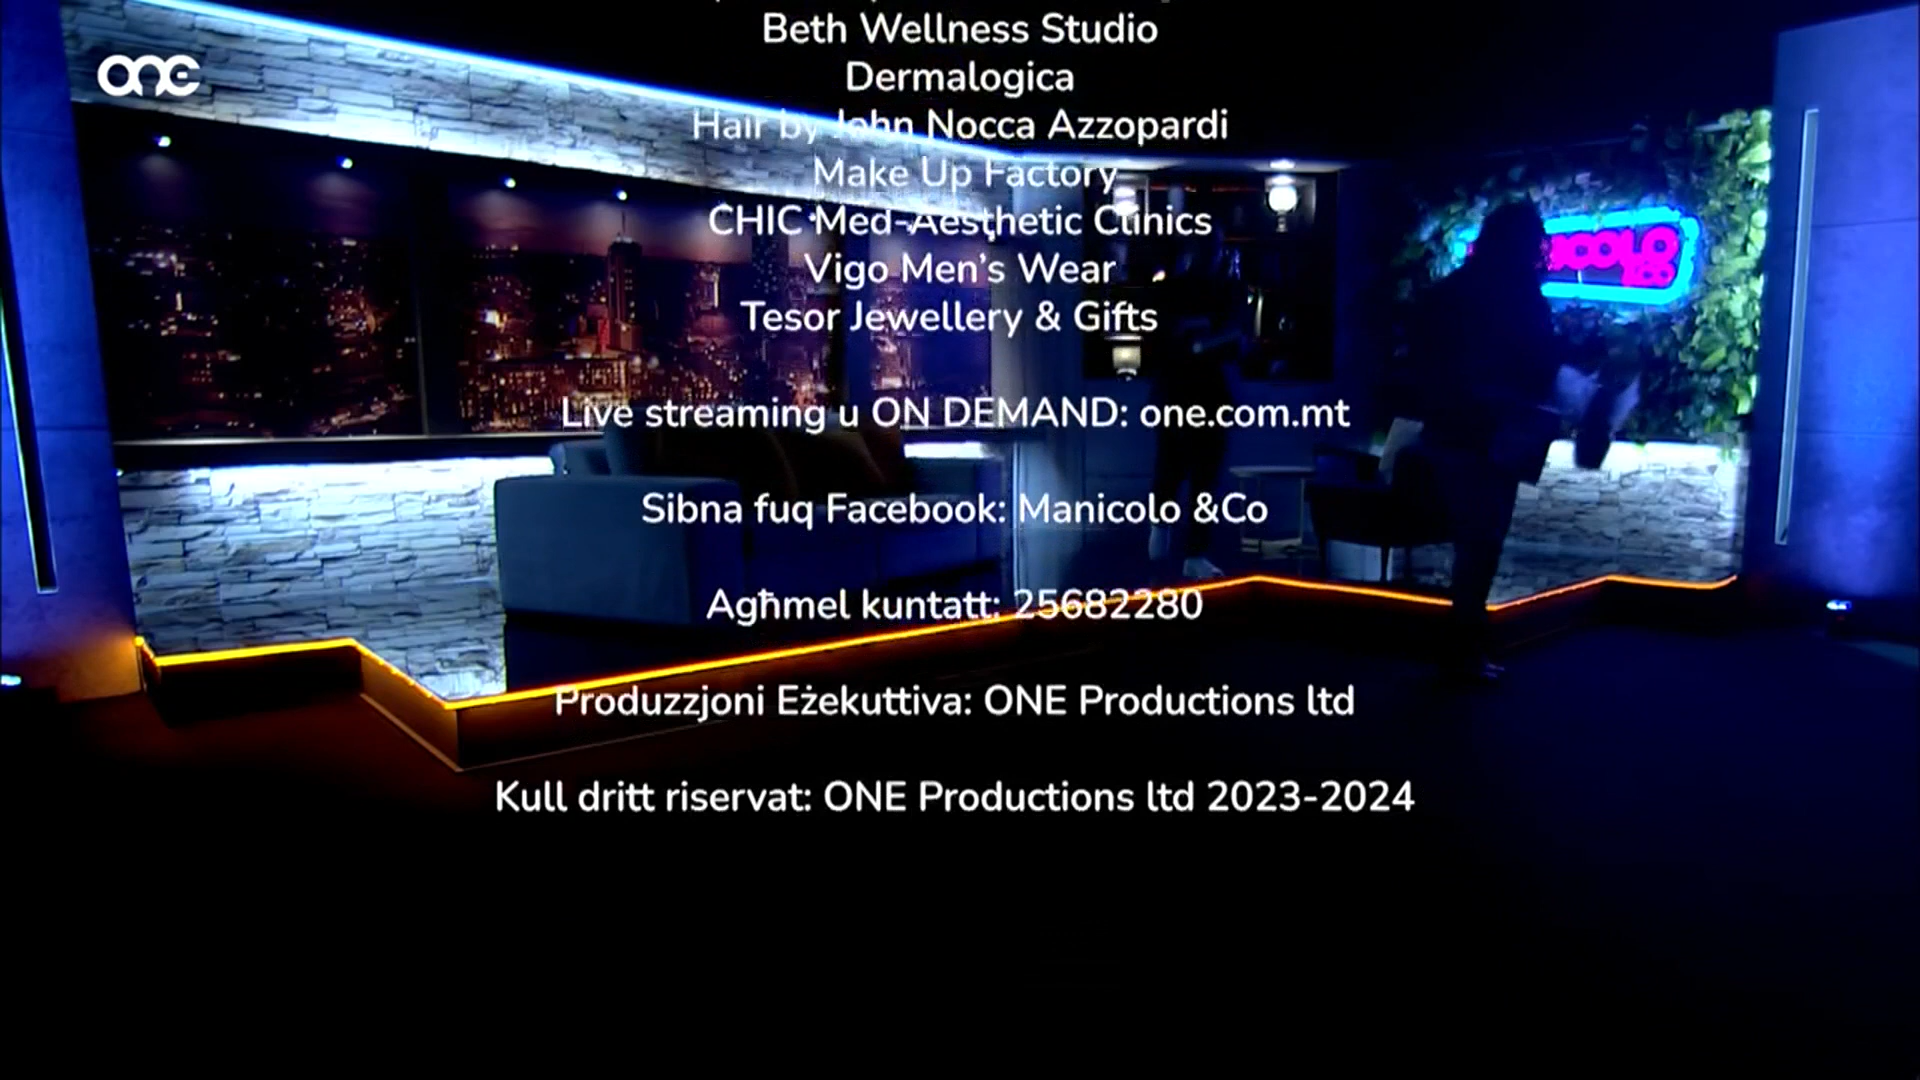 one
Beth Wellness Studio
Dermalogica
Hair by John Nocca Azzopardi
Make Up Factory
CHIC Med-Aesthetic Clinics
Vigo Men’s Wear
Tesor Jewellery & Gifts
Live streaming u ON DEMAND: one.com.mt
Sibna fuq Facebook: Manicolo &Co
Agħmel kuntatt: 25682280
Produzzjoni Eżekuttiva: ONE Productions ltd
Kull dritt riservat: ONE Productions ltd 2023-2024